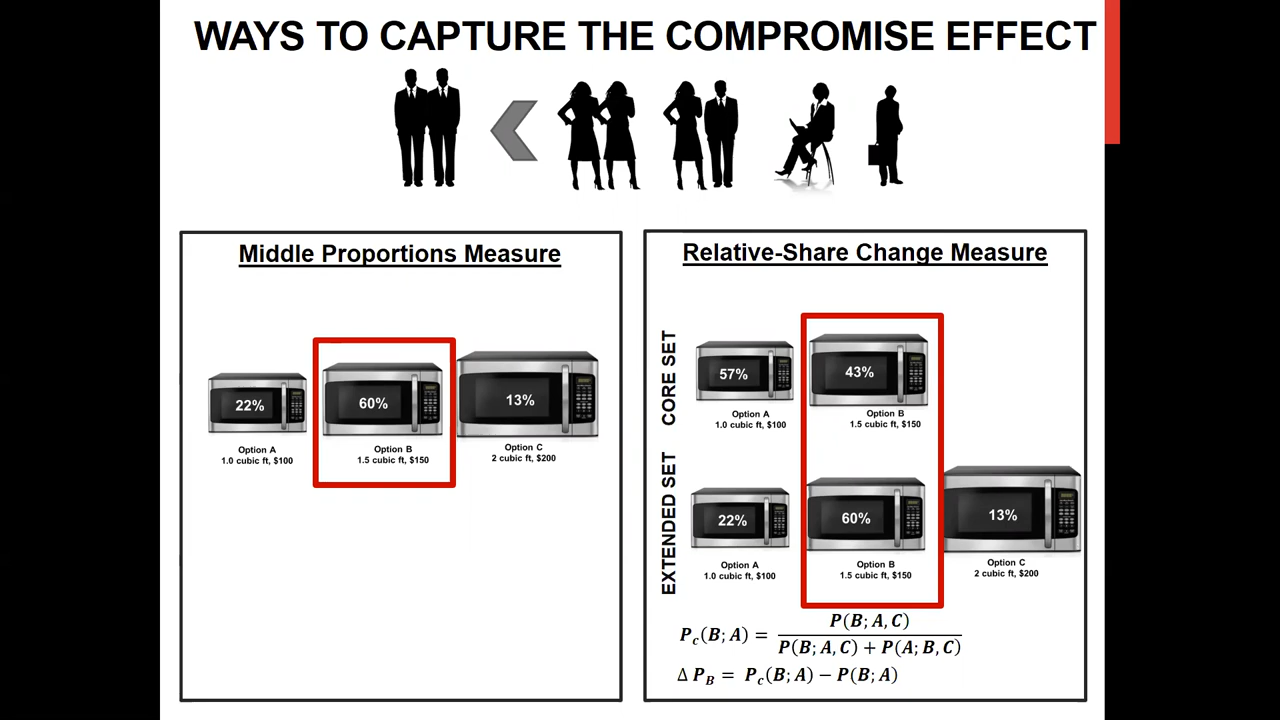 WAYS TO CAPTURE THE COMPROMISE EFFECT
Middle Proportions Measure
22%
60%
13%
Option A
1.0 cubic ft, $100
Option B
1.5 cubic ft, $150
Option C
2 cubic ft, $200
Relative-Share Change Measure
CORE SET
57%
43%
Option A
1.0 cubic ft, $100
Option B
1.5 cubic ft, $150
EXTENDED SET
22%
60%
13%
Option A
1.0 cubic ft, $100
Option B
1.5 cubic ft, $150
Option C
2 cubic ft, $200
P_c(B; A) = P(B; A, C) / P(B; A, C) + P(A; B, C)
Δ P_B = P_c(B; A) − P(B; A)